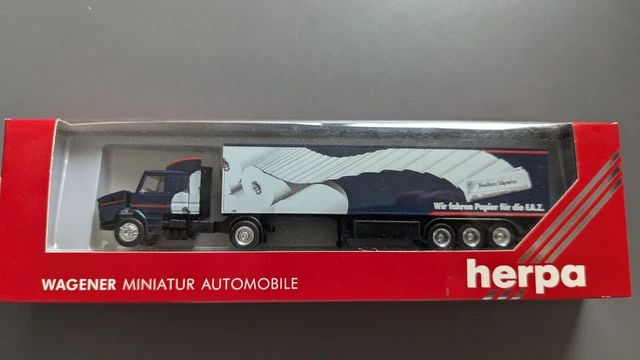 Wir fahren Papier für die F.A.Z.
WAGENER MINIATUR AUTOMOBILE
herpa